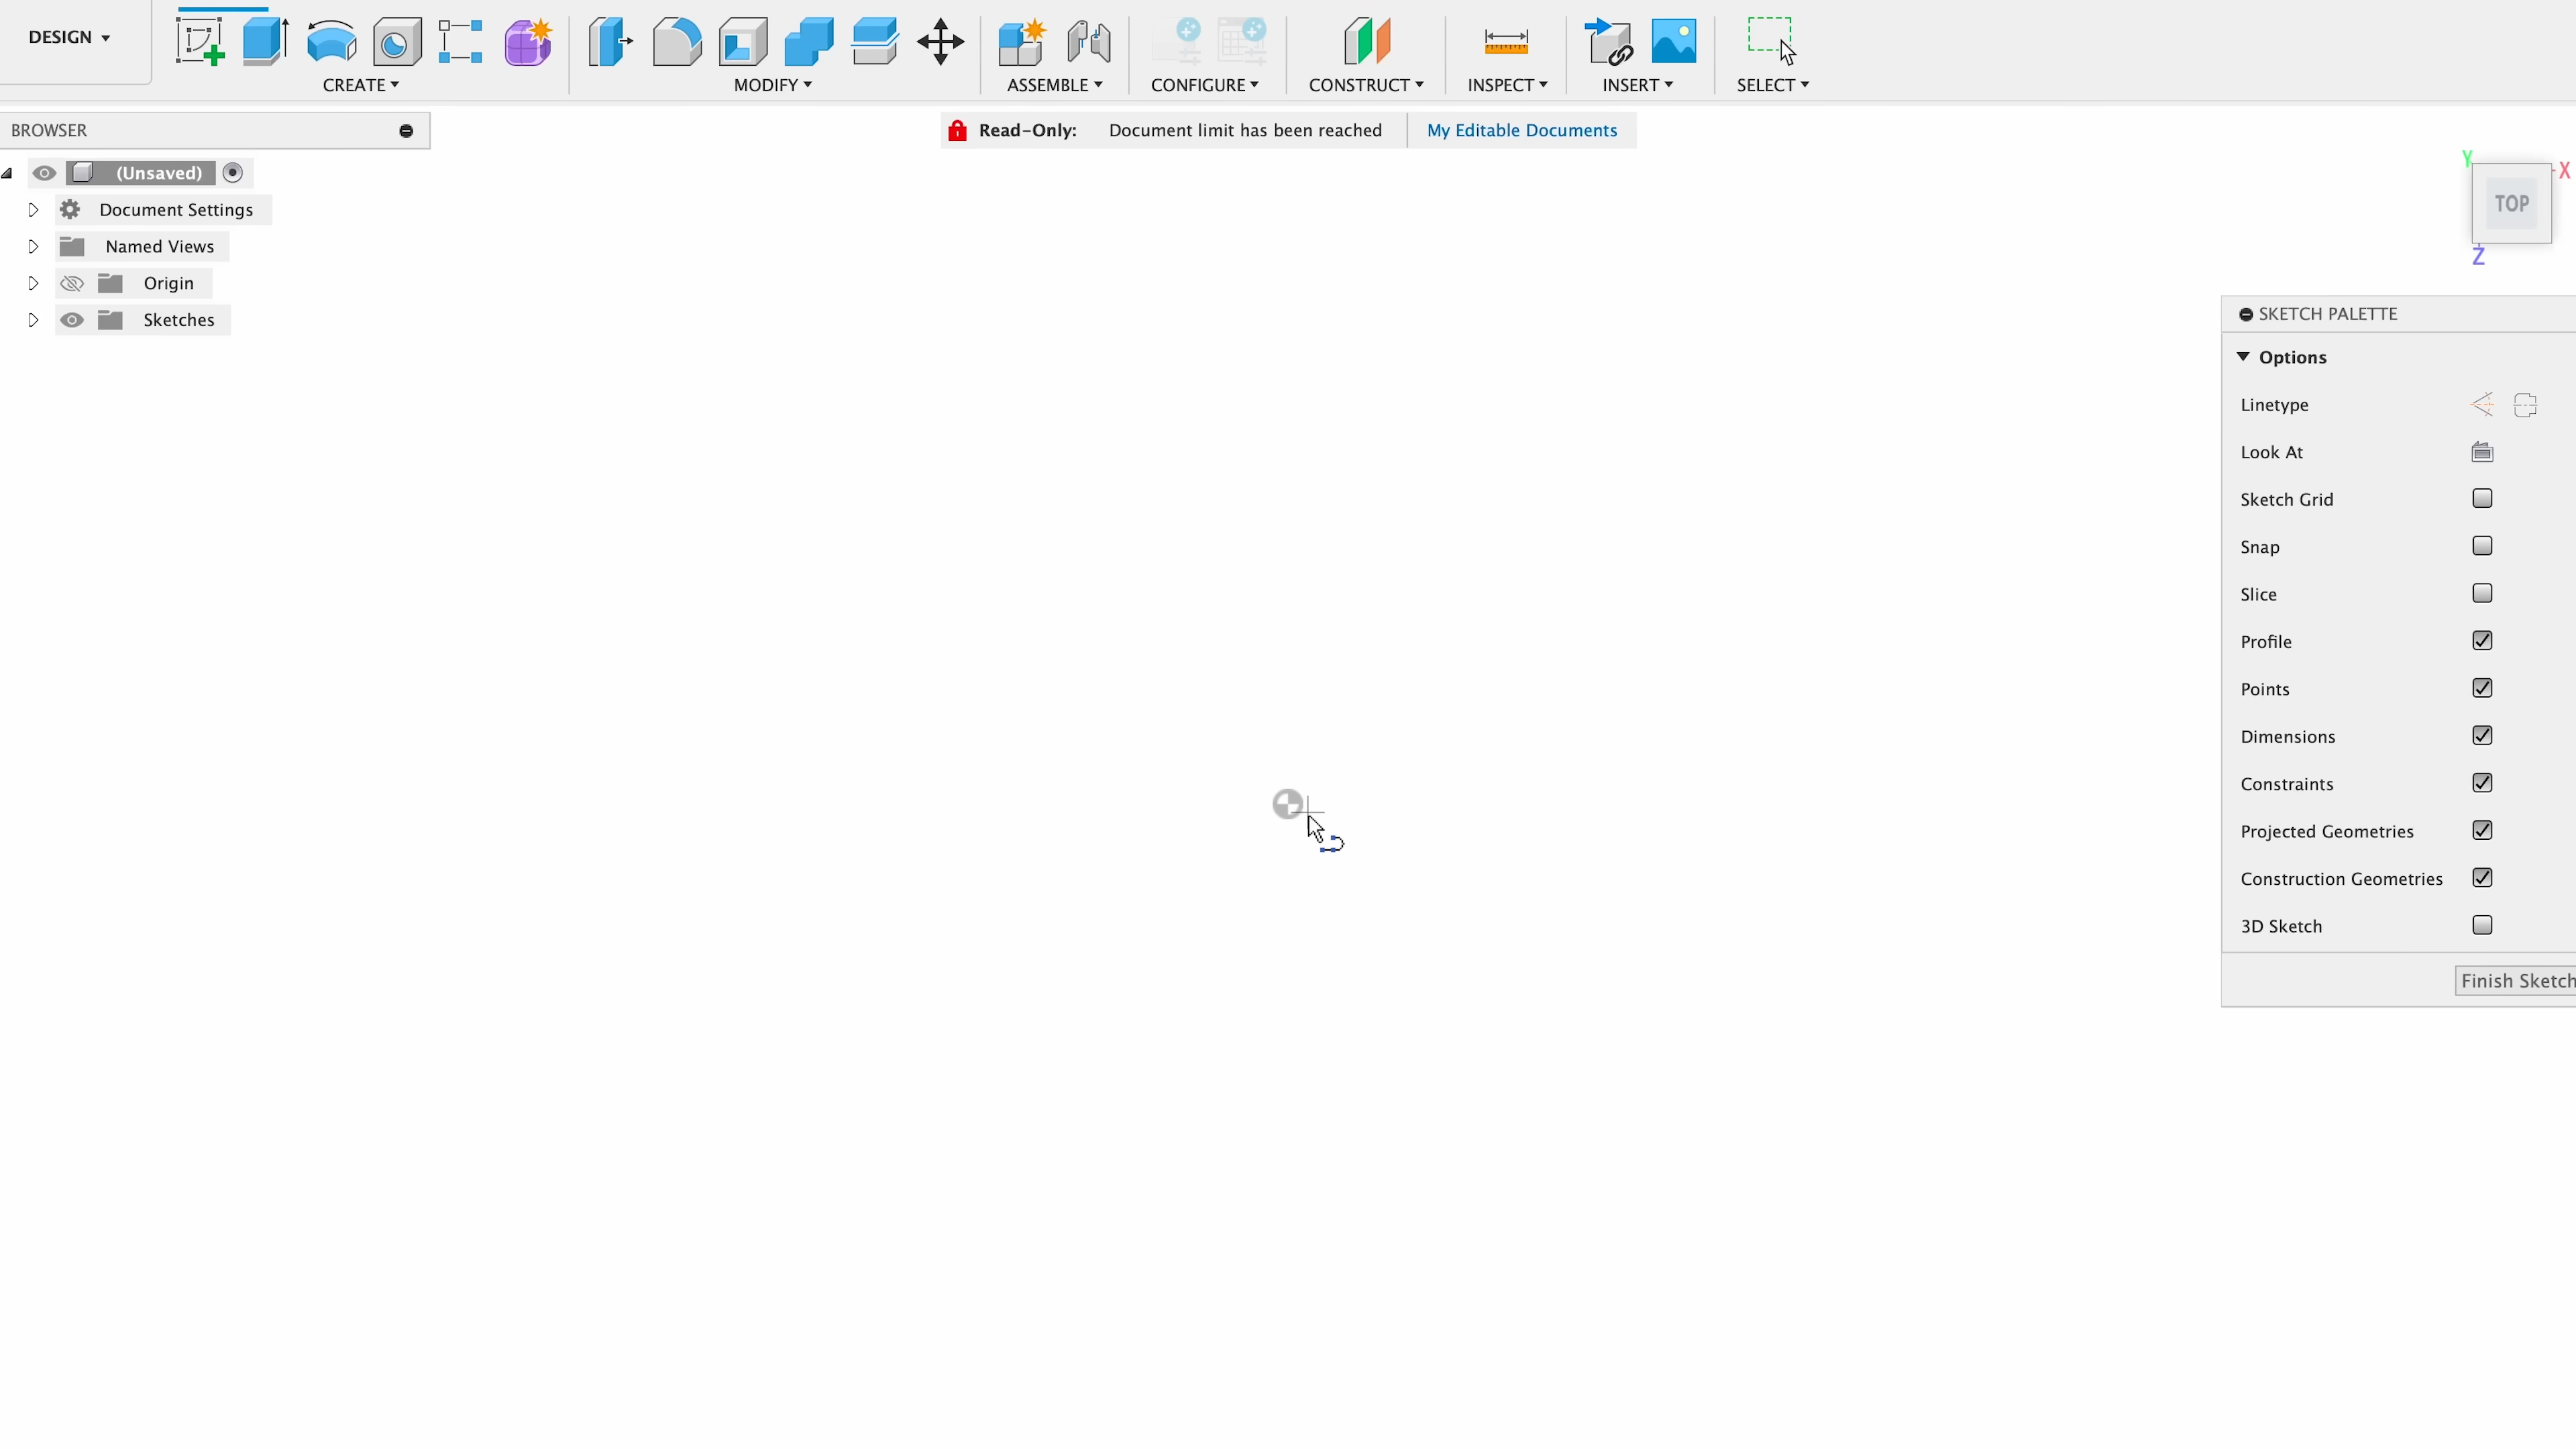 DESIGN
CREATE
MODIFY
ASSEMBLE
CONFIGURE
CONSTRUCT
INSPECT
INSERT
SELECT
BROWSER
Read-Only: Document limit has been reached My Editable Documents
(Unsaved)
Document Settings
Named Views
Origin
Sketches
Y
X
TOP
Z
SKETCH PALETTE
Options
Linetype
Look At
Sketch Grid
Snap
Slice
Profile
Points
Dimensions
Constraints
Projected Geometries
Construction Geometries
3D Sketch
Finish Sketch